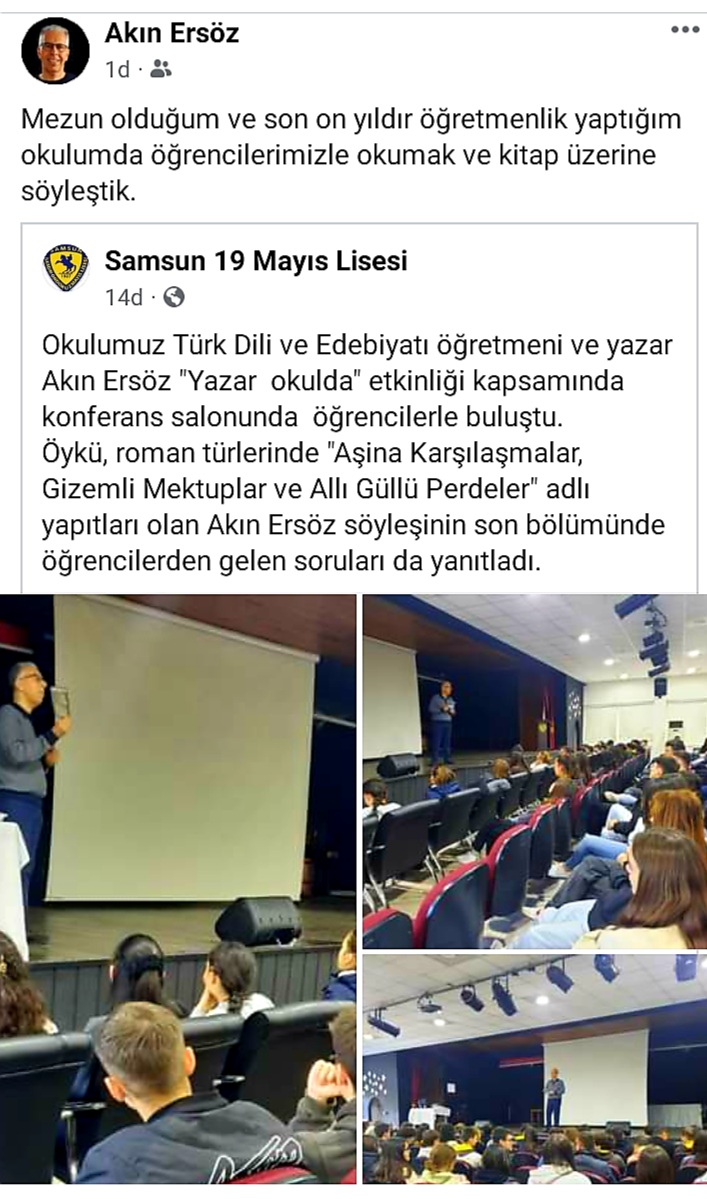 Akın Ersöz
1d ·
Mezun olduğum ve son on yıldır öğretmenlik yaptığım
okulumda öğrencilerimizle okumak ve kitap üzerine
söyleştik.
SAMSUN
Samsun 19 Mayıs Lisesi
14d ·
Okulumuz Türk Dili ve Edebiyatı öğretmeni ve yazar
Akın Ersöz "Yazar  okulda" etkinliği kapsamında
konferans salonunda  öğrencilerle buluştu.
Öykü, roman türlerinde "Aşina Karşılaşmalar,
Gizemli Mektuplar ve Allı Güllü Perdeler" adlı
yapıtları olan Akın Ersöz söyleşinin son bölümünde
öğrencilerden gelen soruları da yanıtladı.